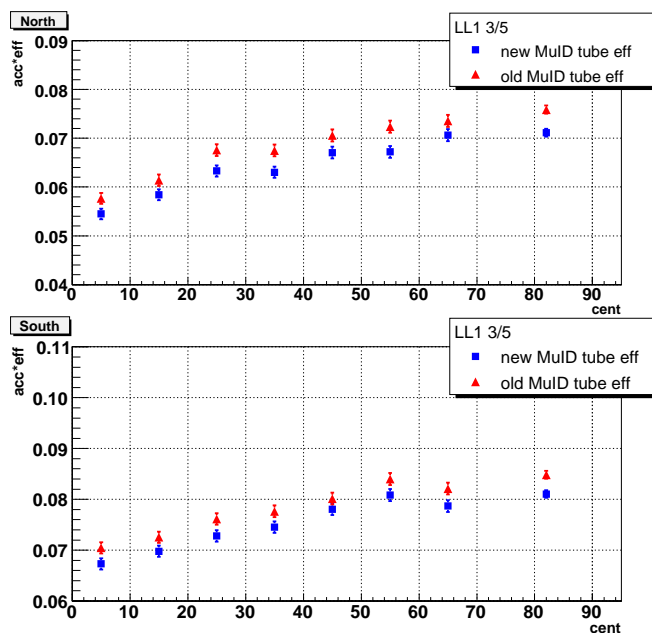 North
acc*eff
LL1 3/5
new MuID tube eff
old MuID tube eff
0.09
0.08
0.07
0.06
0.05
0.04
0 10 20 30 40 50 60 70 80 90
cent
South
acc*eff
LL1 3/5
new MuID tube eff
old MuID tube eff
0.11
0.10
0.09
0.08
0.07
0.06
0 10 20 30 40 50 60 70 80 90
cent